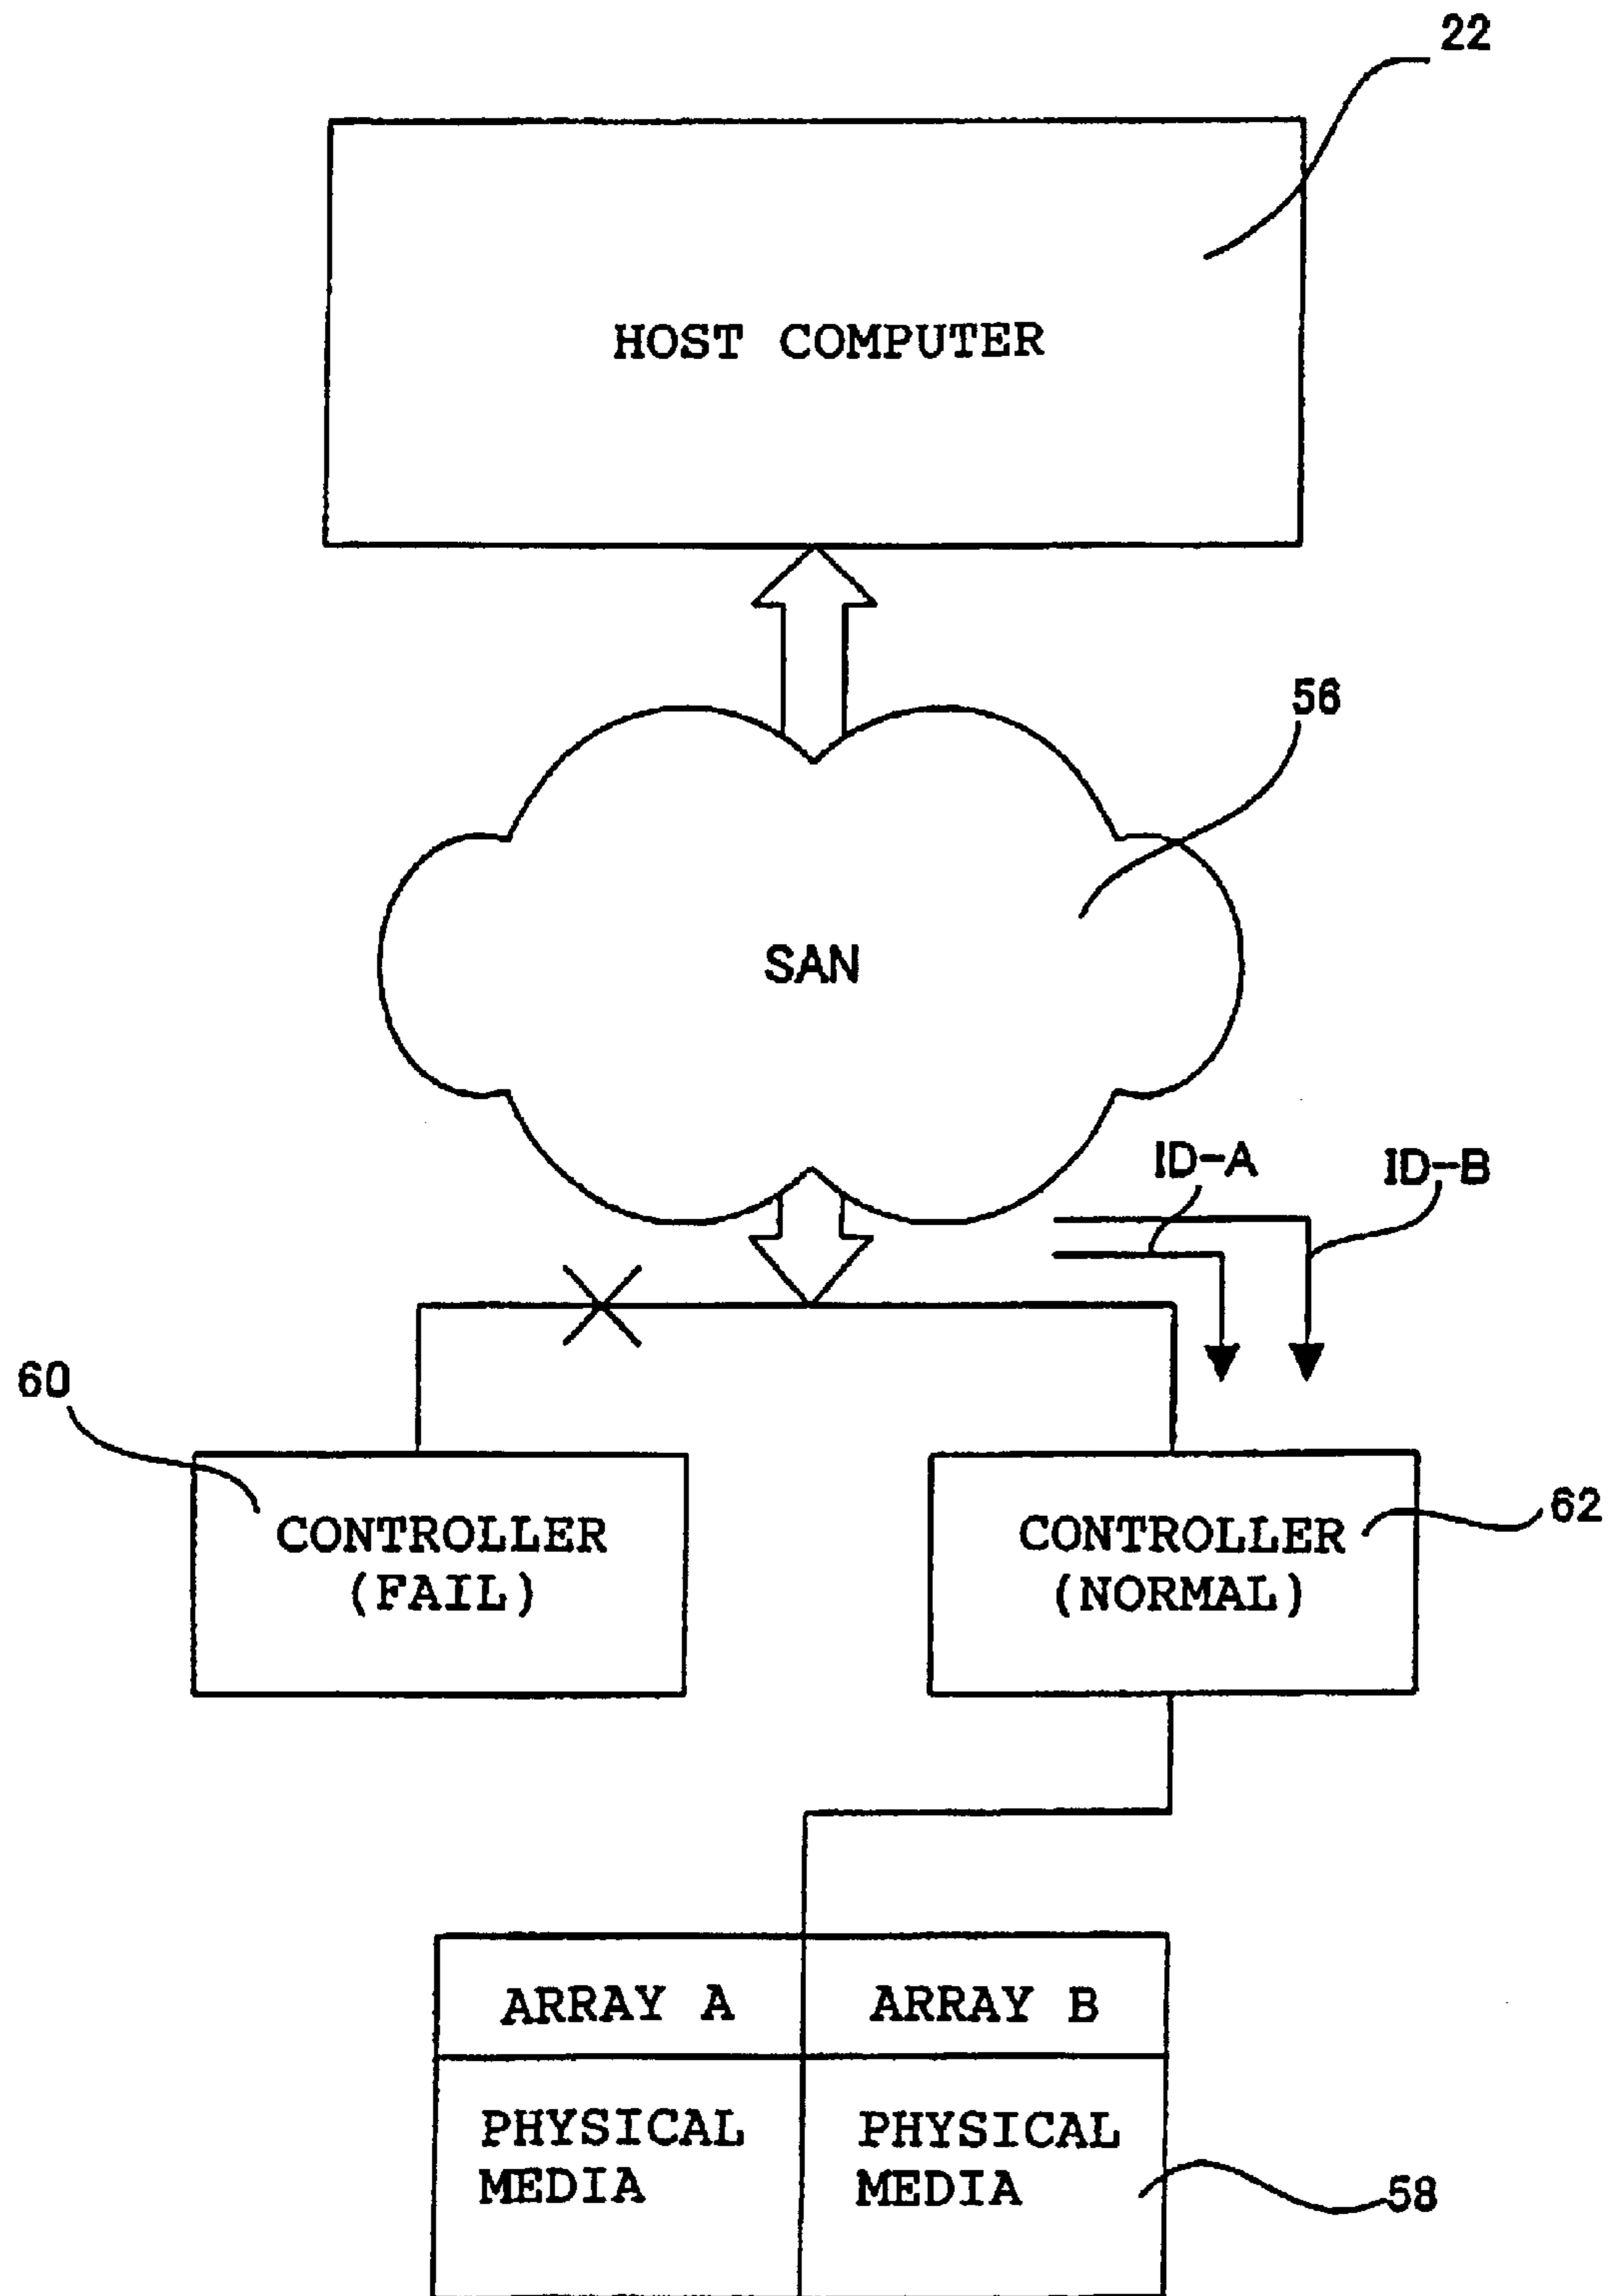 22
HOST COMPUTER
56
SAN
ID-A
ID-B
60
CONTROLLER
(FAIL)
CONTROLLER
(NORMAL)
62
ARRAY A
ARRAY B
PHYSICAL
MEDIA
PHYSICAL
MEDIA
58